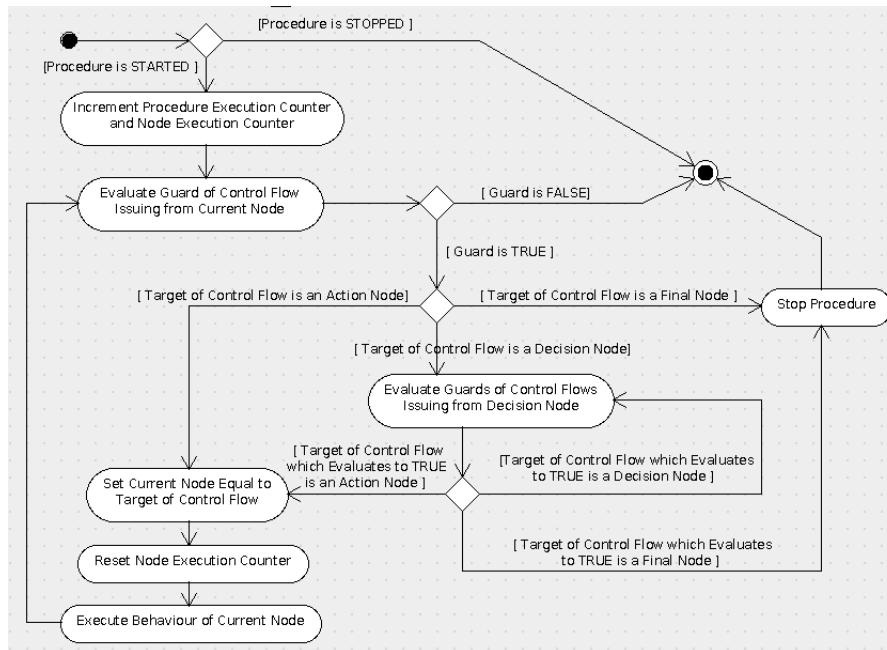 [Procedure is STOPPED ]
[Procedure is STARTED ]
Increment Procedure Execution Counter
and Node Execution Counter
Evaluate Guard of Control Flow
Issuing from Current Node
[ Guard is FALSE]
[ Guard is TRUE ]
[ Target of Control Flow is an Action Node]
[ Target of Control Flow is a Final Node ]
Stop Procedure
[ Target of Control Flow is a Decision Node]
Evaluate Guards of Control Flows
Issuing from Decision Node
[ Target of Control Flow
which Evaluates to TRUE
is an Action Node ]
[Target of Control Flow which Evaluates
to TRUE is a Decision Node ]
Set Current Node Equal to
Target of Control Flow
[ Target of Control Flow which Evaluates
to TRUE is a Final Node ]
Reset Node Execution Counter
Execute Behaviour of Current Node